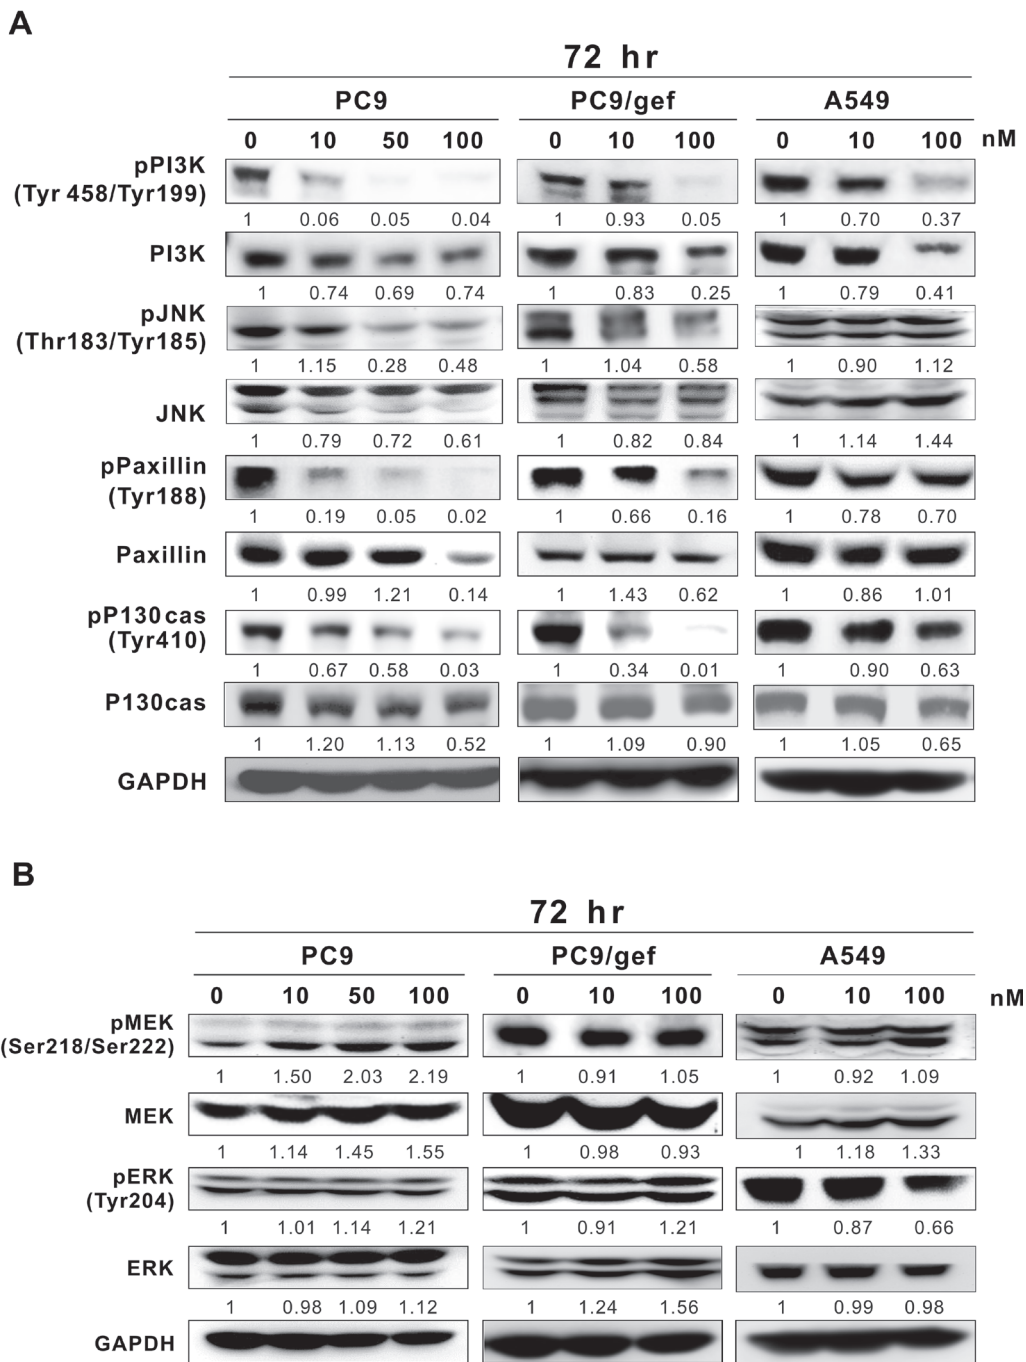 A
72 hr
PC9 PC9/gef A549
0 10 50 100 0 10 100 0 10 100 nM
pPI3K
(Tyr 458/Tyr199)
1 0.06 0.05 0.04 1 0.93 0.05 1 0.70 0.37
PI3K
1 0.74 0.69 0.74 1 0.83 0.25 1 0.79 0.41
pJNK
(Thr183/Tyr185)
1 1.15 0.28 0.48 1 1.04 0.58 1 0.90 1.12
JNK
1 0.79 0.72 0.61 1 0.82 0.84 1 1.14 1.44
pPaxillin
(Tyr188)
1 0.19 0.05 0.02 1 0.66 0.16 1 0.78 0.70
Paxillin
1 0.99 1.21 0.14 1 1.43 0.62 1 0.86 1.01
pP130cas
(Tyr410)
1 0.67 0.58 0.03 1 0.34 0.01 1 0.90 0.63
P130cas
1 1.20 1.13 0.52 1 1.09 0.90 1 1.05 0.65
GAPDH
B
72 hr
PC9 PC9/gef A549
0 10 50 100 0 10 100 0 10 100 nM
pMEK
(Ser218/Ser222)
1 1.50 2.03 2.19 1 0.91 1.05 1 0.92 1.09
MEK
1 1.14 1.45 1.55 1 0.98 0.93 1 1.18 1.33
pERK
(Tyr204)
1 1.01 1.14 1.21 1 0.91 1.21 1 0.87 0.66
ERK
1 0.98 1.09 1.12 1 1.24 1.56 1 0.99 0.98
GAPDH